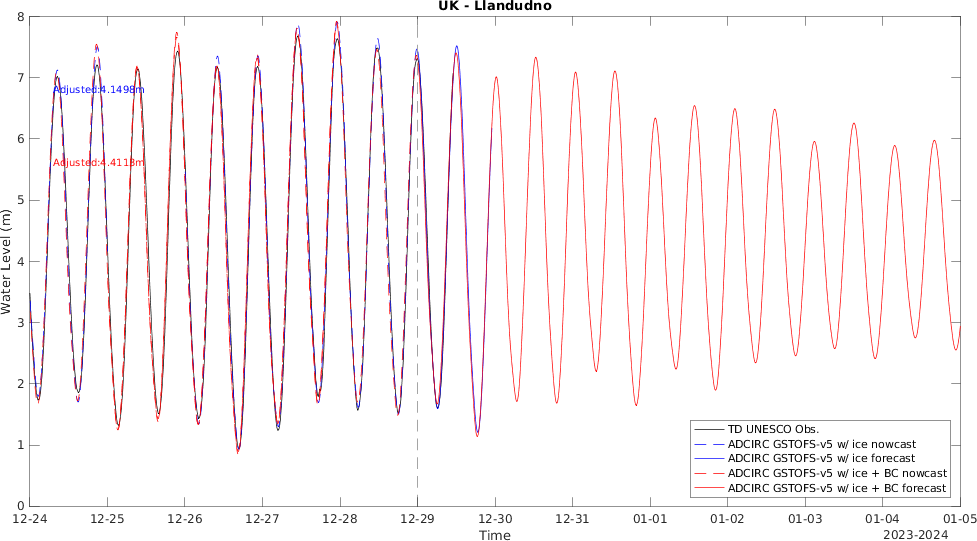 UK - Llandudno
8
7
6
5
4
3
2
1
0
Water Level (m)
Adjusted:4.1498m
Adjusted:4.4113m
TD UNESCO Obs.
ADCIRC GSTOFS-v5 w/ ice nowcast
ADCIRC GSTOFS-v5 w/ ice forecast
ADCIRC GSTOFS-v5 w/ ice + BC nowcast
ADCIRC GSTOFS-v5 w/ ice + BC forecast
12-24 12-25 12-26 12-27 12-28 12-29 12-30 12-31 01-01 01-02 01-03 01-04 01-05
Time
2023-2024